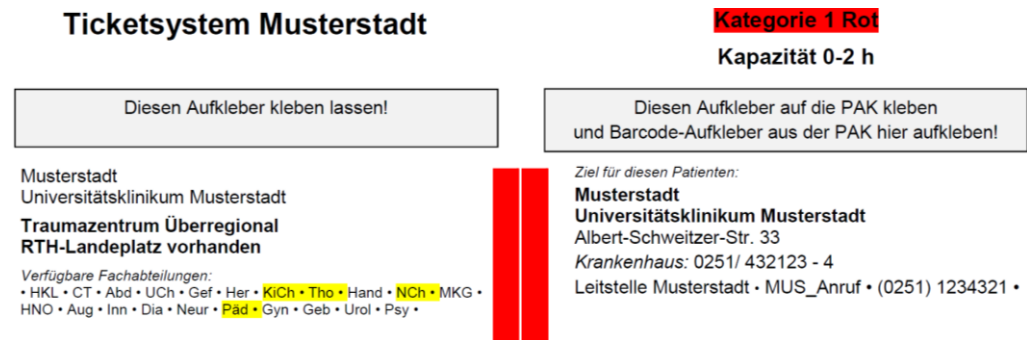 Ticketsystem Musterstadt
Diesen Aufkleber kleben lassen!
Musterstadt
Universitätsklinikum Musterstadt
Traumazentrum Überregional
RTH-Landeplatz vorhanden
Verfügbare Fachabteilungen:
• HKL • CT • Abd • UCh • Gef • Her • KiCh • Tho • Hand • NCh • MKG •
HNO • Aug • Inn • Dia • Neur • Päd • Gyn • Geb • Urol • Psy •
Kategorie 1 Rot
Kapazität 0-2 h
Diesen Aufkleber auf die PAK kleben
und Barcode-Aufkleber aus der PAK hier aufkleben!
Ziel für diesen Patienten:
Musterstadt
Universitätsklinikum Musterstadt
Albert-Schweitzer-Str. 33
Krankenhaus: 0251/ 432123 - 4
Leitstelle Musterstadt • MUS_Anruf • (0251) 1234321 •